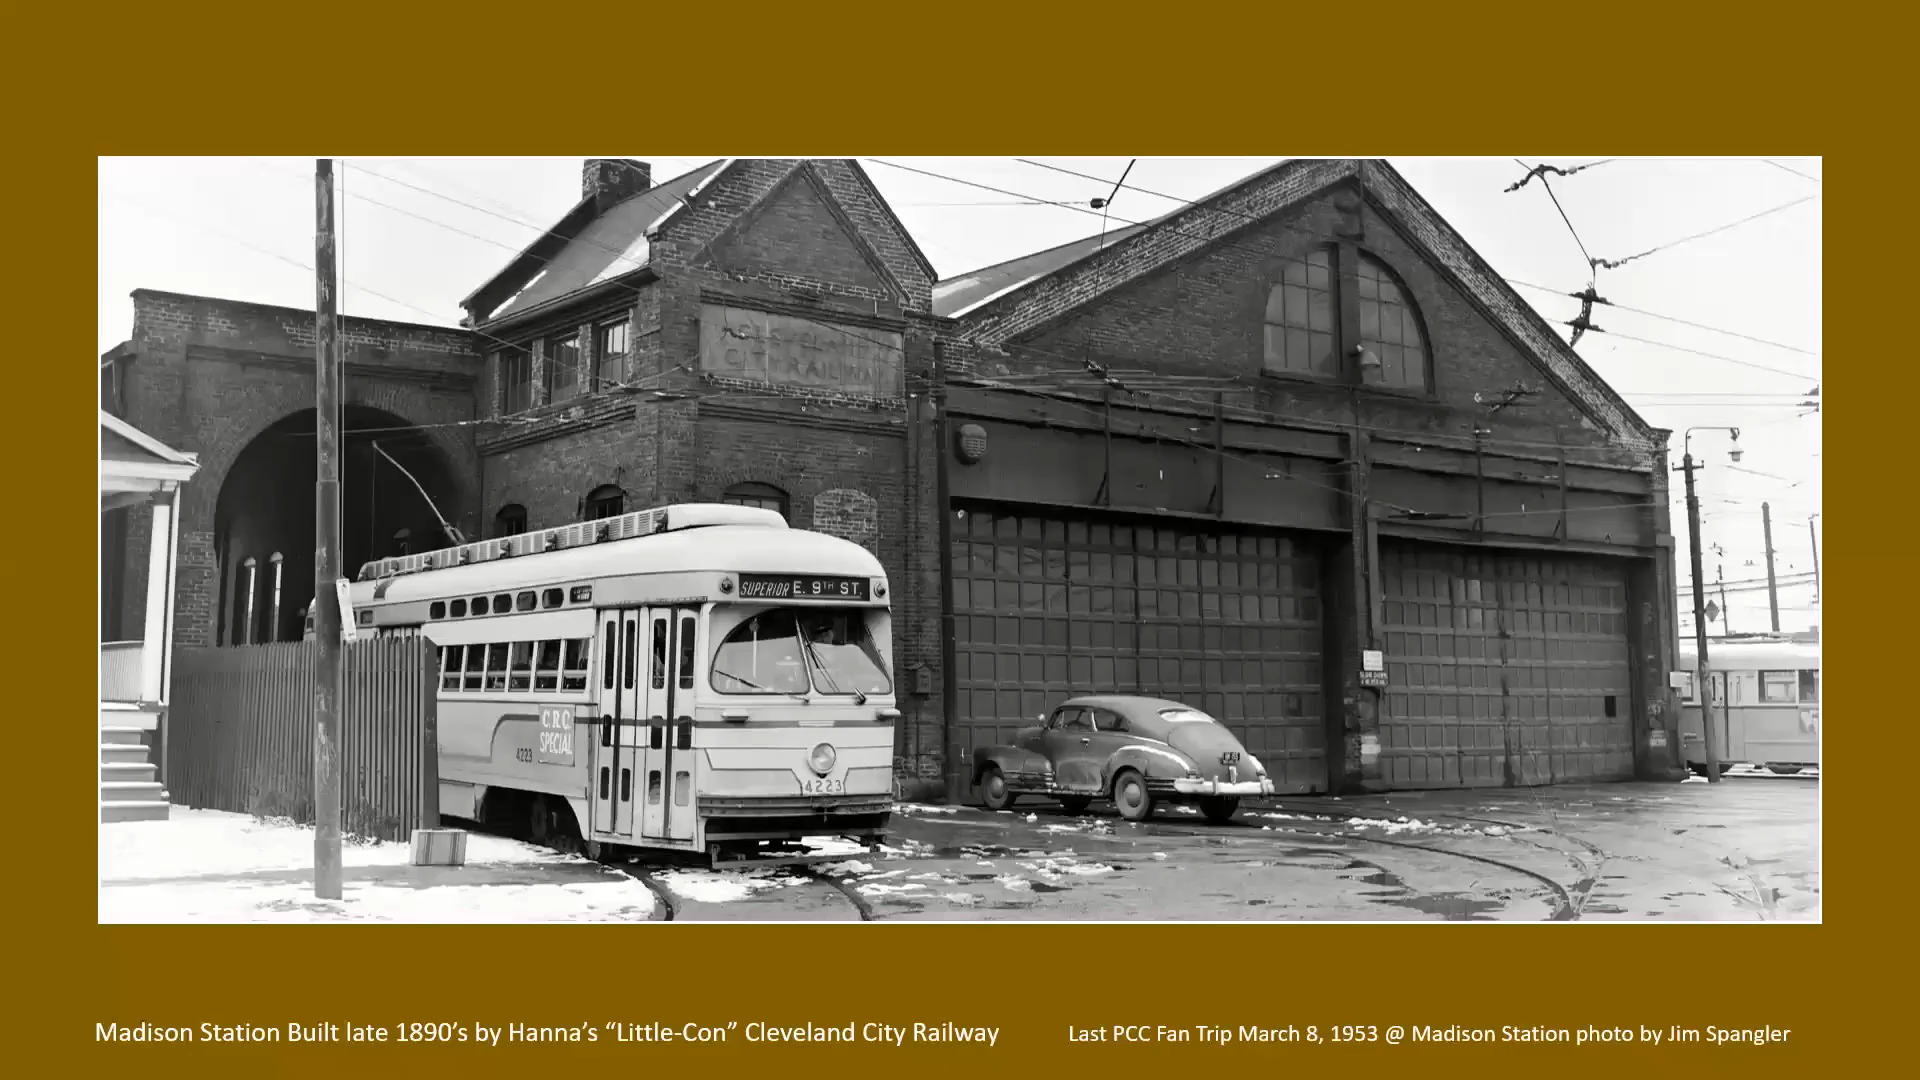 CITY RAILWAY
SUPERIOR E. 9TH ST.
C.R.C.
SPECIAL
4223
4223
Madison Station Built late 1890’s by Hanna’s “Little-Con” Cleveland City Railway
Last PCC Fan Trip March 8, 1953 @ Madison Station photo by Jim Spangler